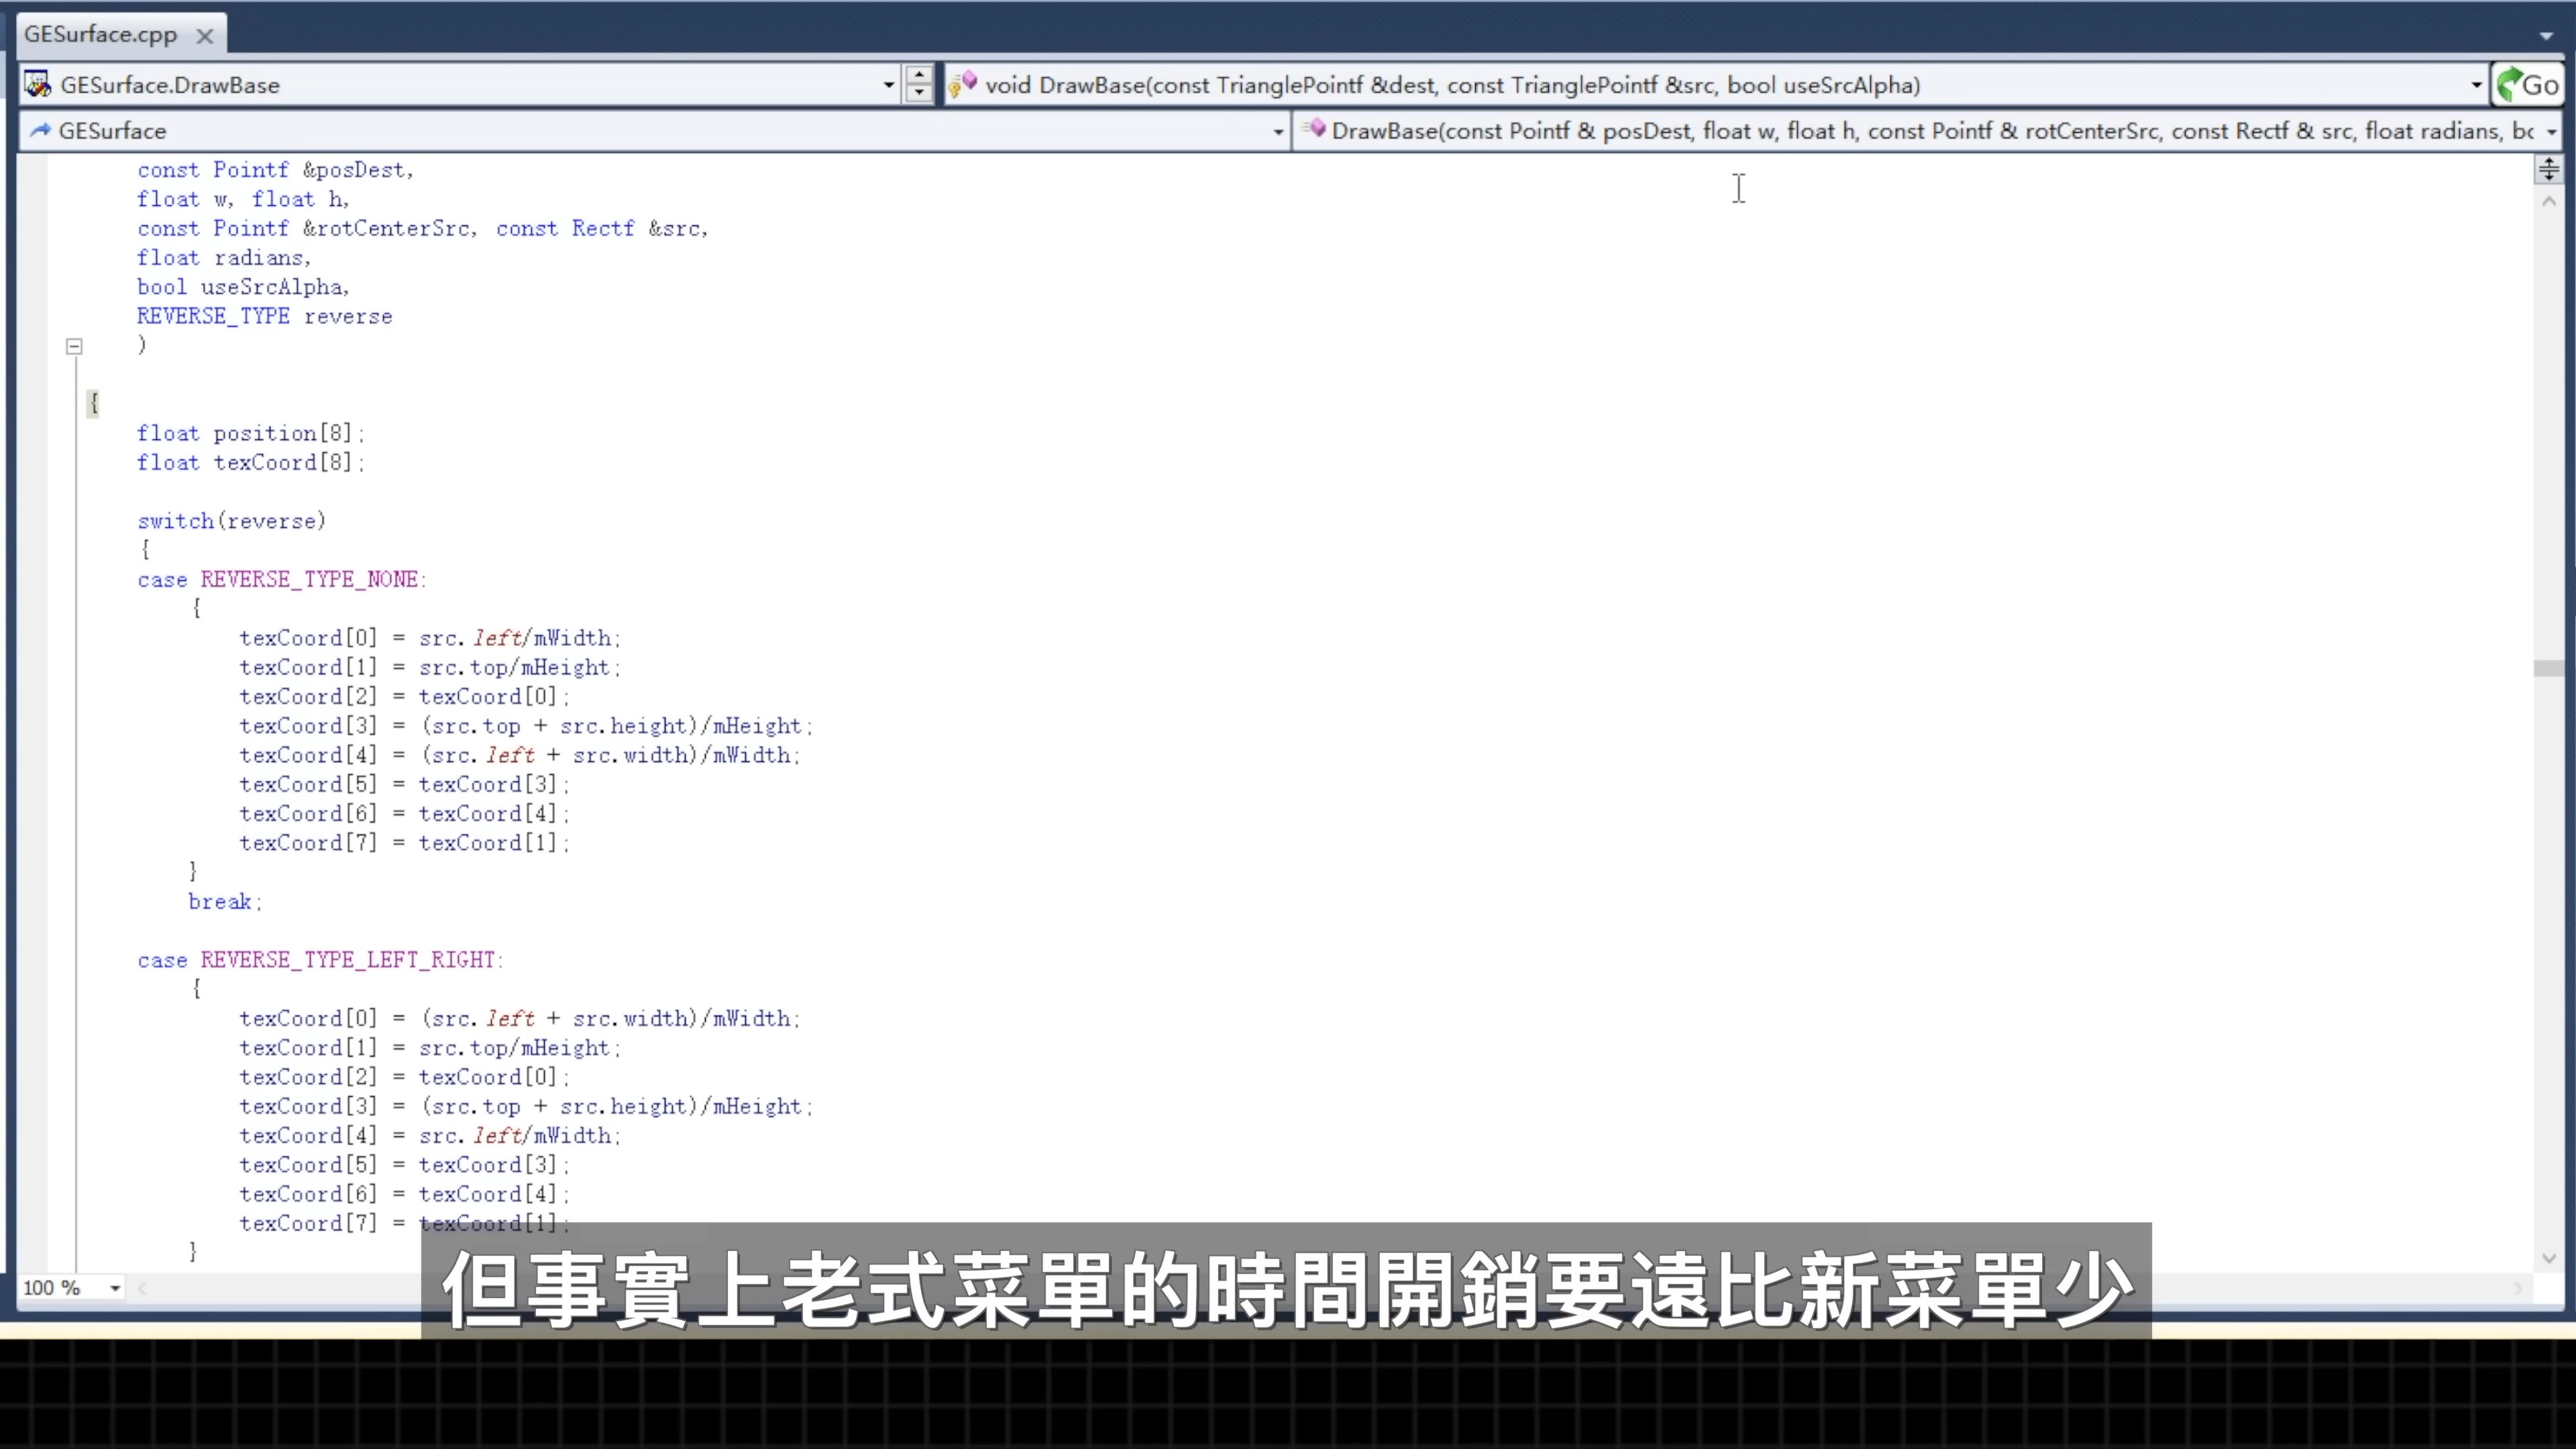 GESurface.cpp
GESurface.DrawBase
void DrawBase(const TrianglePointf &dest, const TrianglePointf &src, bool useSrcAlpha)
Go
GESurface
DrawBase(const Pointf & posDest, float w, float h, const Pointf & rotCenterSrc, const Rectf & src, float radians, bc
const Pointf &posDest,
float w, float h,
const Pointf &rotCenterSrc, const Rectf &src,
float radians,
bool useSrcAlpha,
REVERSE_TYPE reverse
)
{
float position[8];
float texCoord[8];
switch(reverse)
{
case REVERSE_TYPE_NONE:
{
texCoord[0] = src.left/mWidth;
texCoord[1] = src.top/mHeight;
texCoord[2] = texCoord[0];
texCoord[3] = (src.top + src.height)/mHeight;
texCoord[4] = (src.left + src.width)/mWidth;
texCoord[5] = texCoord[3];
texCoord[6] = texCoord[4];
texCoord[7] = texCoord[1];
}
break;
case REVERSE_TYPE_LEFT_RIGHT:
{
texCoord[0] = (src.left + src.width)/mWidth;
texCoord[1] = src.top/mHeight;
texCoord[2] = texCoord[0];
texCoord[3] = (src.top + src.height)/mHeight;
texCoord[4] = src.left/mWidth;
texCoord[5] = texCoord[3];
texCoord[6] = texCoord[4];
texCoord[7] = texCoord[1];
}
100 %
但事實上老式菜單的時間開銷要遠比新菜單少